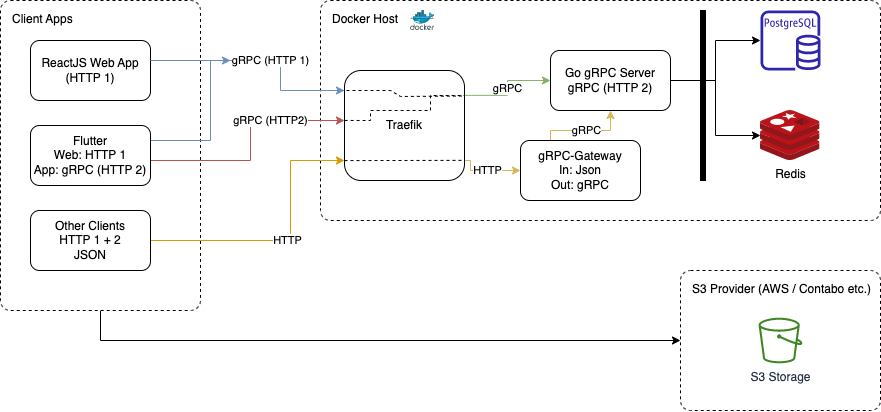 Client Apps
ReactJS Web App
(HTTP 1)
Flutter
Web: HTTP 1
App: gRPC (HTTP 2)
Other Clients
HTTP 1 + 2
JSON
gRPC (HTTP 1)
gRPC (HTTP2)
HTTP
Docker Host
docker
Traefik
gRPC
HTTP
Go gRPC Server
gRPC (HTTP 2)
gRPC
gRPC-Gateway
In: Json
Out: gRPC
PostgreSQL
Redis
S3 Provider (AWS / Contabo etc.)
S3 Storage